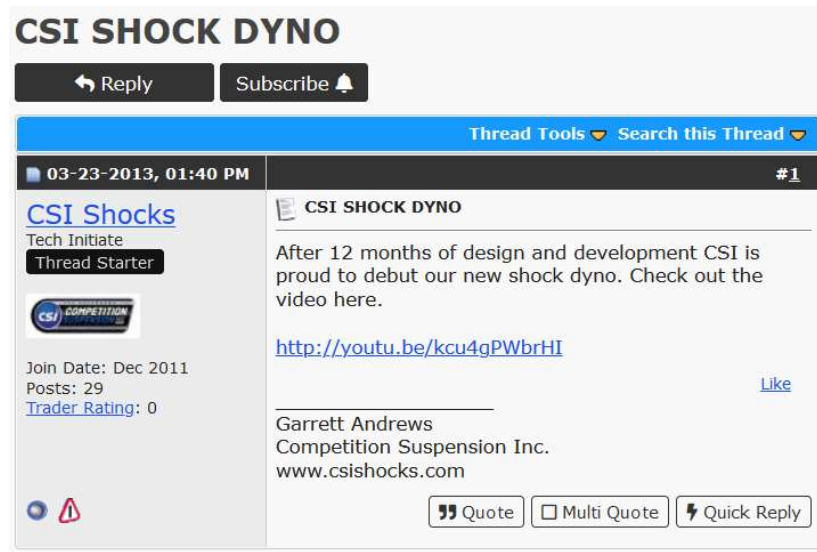 CSI SHOCK DYNO
Reply
Subscribe
Thread Tools Search this Thread
03-23-2013, 01:40 PM
#1
CSI Shocks
Tech Initiate
Thread Starter
CSI COMPETITION
Join Date: Dec 2011
Posts: 29
Trader Rating: 0
CSI SHOCK DYNO
After 12 months of design and development CSI is
proud to debut our new shock dyno. Check out the
video here.
http://youtu.be/kcu4gPWbrHI
Like
Garrett Andrews
Competition Suspension Inc.
www.csishocks.com
Quote Multi Quote Quick Reply